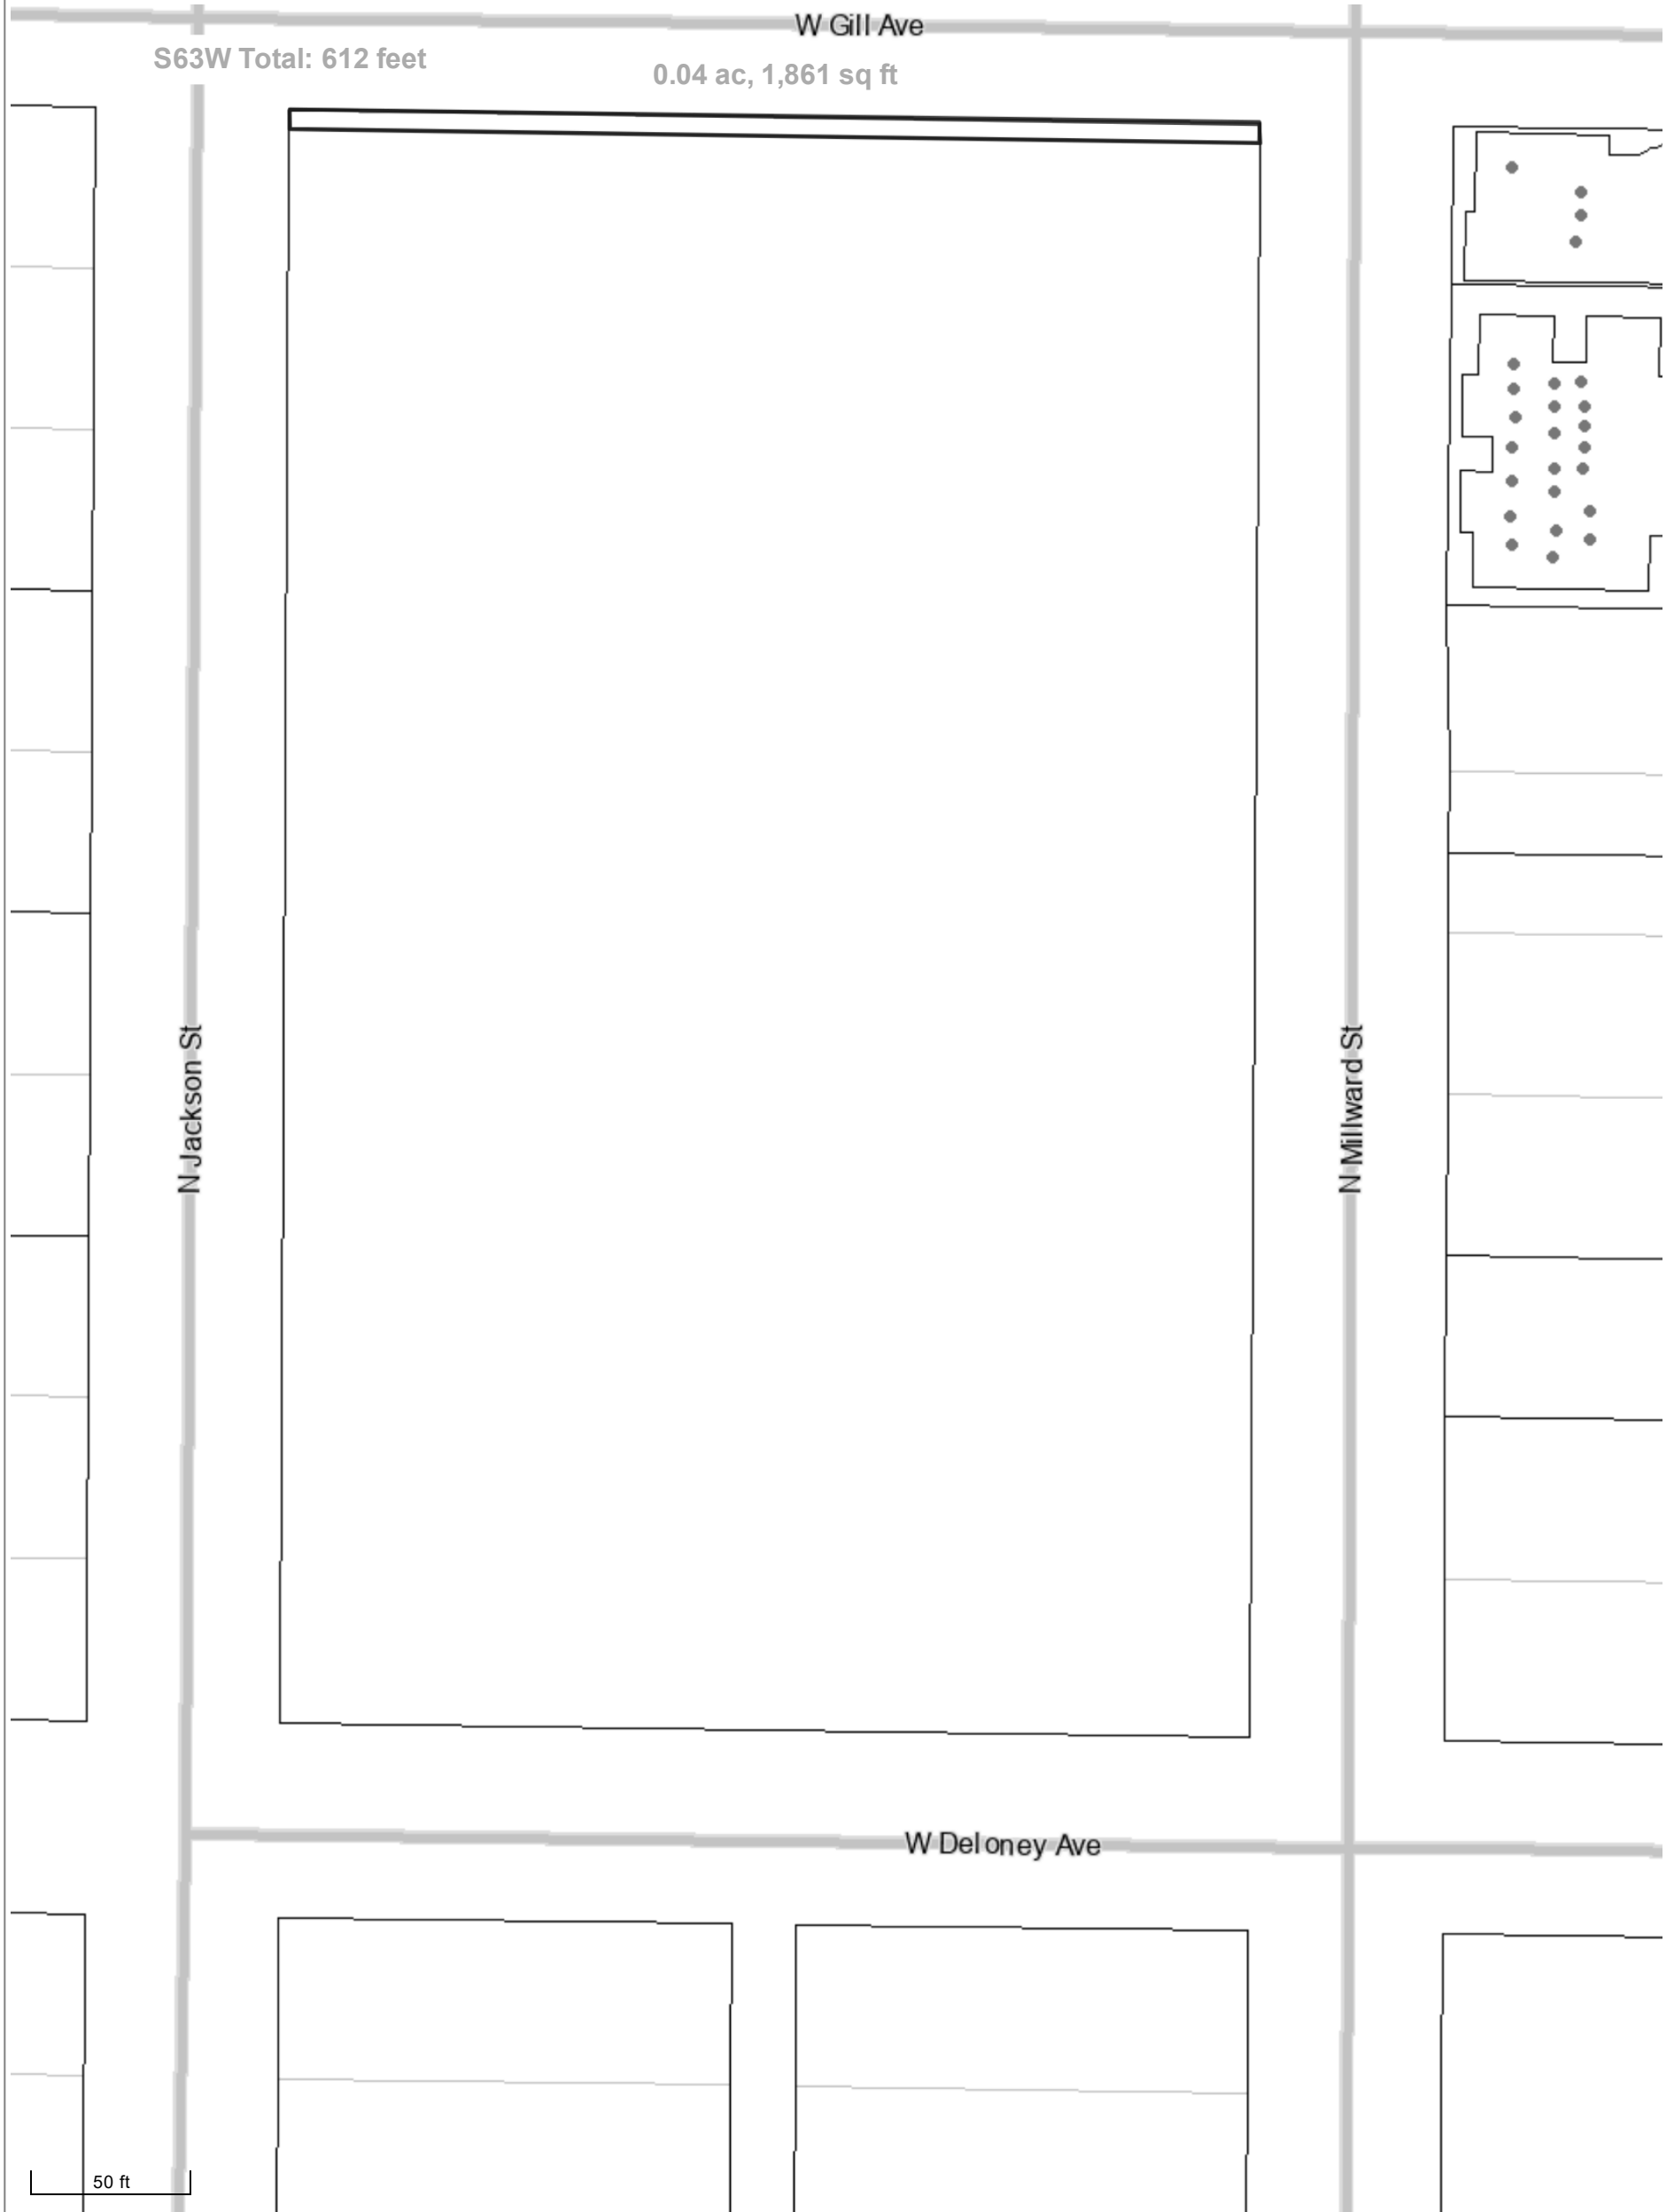 W Gill Ave
S63W Total: 612 feet
0.04 ac, 1,861 sq ft
N Jackson St
N Millward St
W Deloney Ave
50 ft